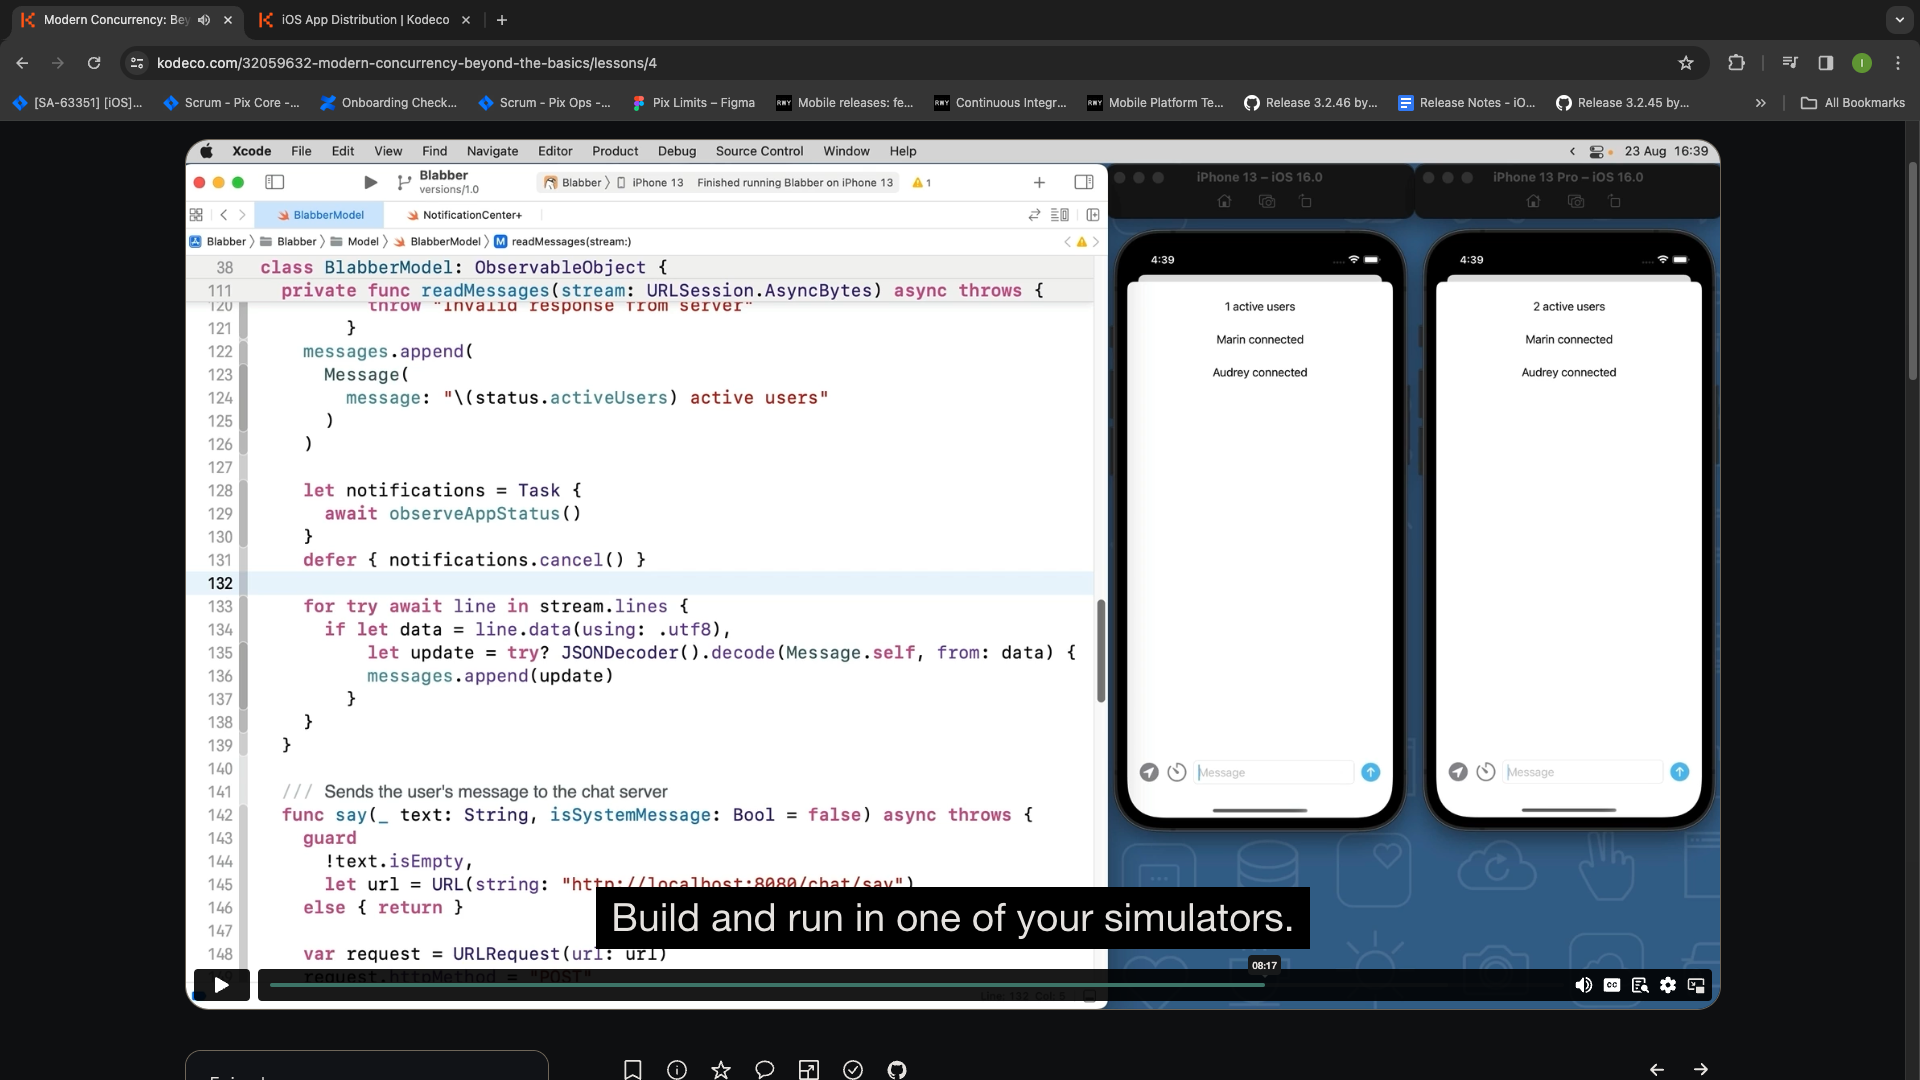 Modern Concurrency: Bey
iOS App Distribution | Kodeco
kodeco.com/32059632-modern-concurrency-beyond-the-basics/lessons/4
[SA-63351] [iOS]...
Scrum - Pix Core -...
Onboarding Check...
Scrum - Pix Ops -...
Pix Limits – Figma
Mobile releases: fe...
Continuous Integr...
Mobile Platform Te...
Release 3.2.46 by...
Release Notes - iO...
Release 3.2.45 by...
All Bookmarks
Xcode File Edit View Find Navigate Editor Product Debug Source Control Window Help
23 Aug 16:39
Blabber
versions/1.0
Blabber iPhone 13 Finished running Blabber on iPhone 13
1
BlabberModel
NotificationCenter+
Blabber Blabber Model BlabberModel M readMessages(stream:)
38 class BlabberModel: ObservableObject {
111 private func readMessages(stream: URLSession.AsyncBytes) async throws {
120 throw "Invalid response from server"
121 }
122 messages.append(
123 Message(
124 message: "\(status.activeUsers) active users"
125 )
126 )
127
128 let notifications = Task {
129 await observeAppStatus()
130 }
131 defer { notifications.cancel() }
132
133 for try await line in stream.lines {
134 if let data = line.data(using: .utf8),
135 let update = try? JSONDecoder().decode(Message.self, from: data) {
136 messages.append(update)
137 }
138 }
139 }
140
141 /// Sends the user's message to the chat server
142 func say(_ text: String, isSystemMessage: Bool = false) async throws {
143 guard
144 !text.isEmpty,
145 let url = URL(string: "http://localhost:8080/chat/say")
146 else { return }
147
148 var request = URLRequest(url: url)
request.httpMethod = "POST"
iPhone 13 – iOS 16.0
4:39
1 active users
Marin connected
Audrey connected
Message
iPhone 13 Pro – iOS 16.0
4:39
2 active users
Marin connected
Audrey connected
Message
Build and run in one of your simulators.
08:17
CC